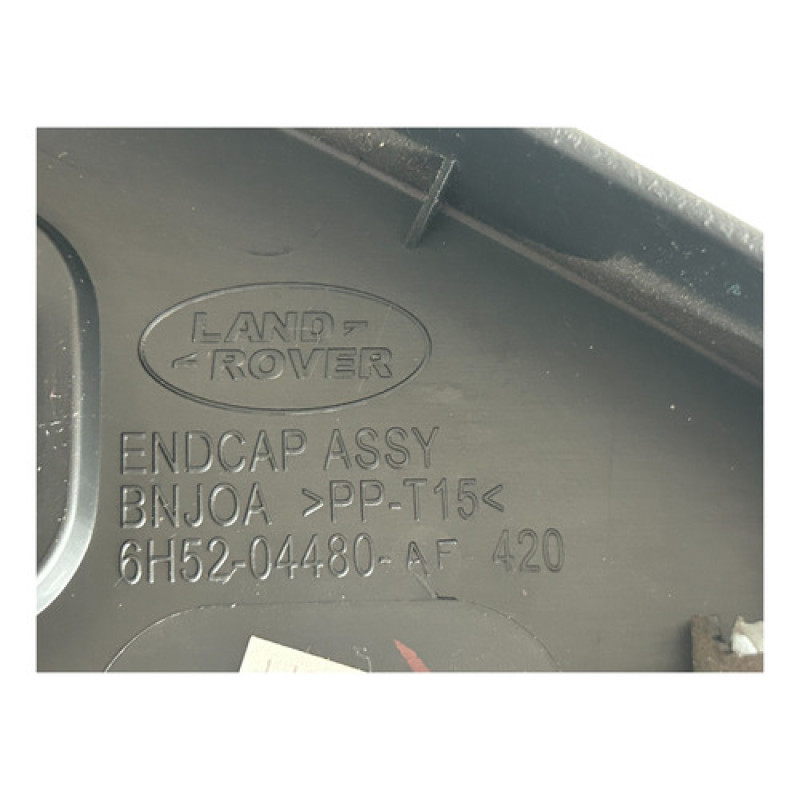 LAND-
-ROVER
ENDCAP ASSY
BNJOA >PP-T15<
6H52-04480-AF 420